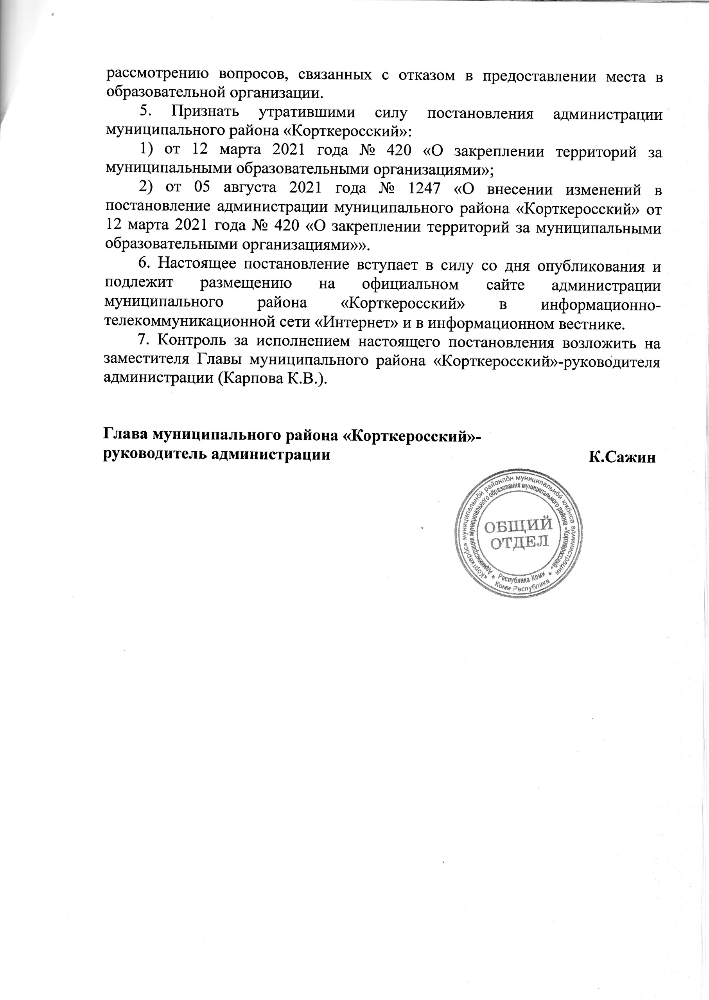 рассмотрению вопросов, связанных с отказом в предоставлении места в
образовательной организации.
5. Признать утратившими силу постановления администрации
муниципального района «Корткеросский»:
1) от 12 марта 2021 года № 420 «О закреплении территорий за
муниципальными образовательными организациями»;
2) от 05 августа 2021 года № 1247 «О внесении изменений в
постановление администрации муниципального района «Корткеросский» от
12 марта 2021 года № 420 «О закреплении территорий за муниципальными
образовательными организациями»».
6. Настоящее постановление вступает в силу со дня опубликования и
подлежит размещению на официальном сайте администрации
муниципального района «Корткеросский» в информационно-
телекоммуникационной сети «Интернет» и в информационном вестнике.
7. Контроль за исполнением настоящего постановления возложить на
заместителя Главы муниципального района «Корткеросский»-руководителя
администрации (Карпова К.В.).
Глава муниципального района «Корткеросский»-
руководитель администрации К.Сажин
«Кӧрткерӧс» муниципальнӧй районлӧн муниципальнӧй юкӧнса администрация
Коми Республика
Администрация муниципального образования муниципального района «Корткеросский»
* Республика Коми *
ОБЩИЙ
ОТДЕЛ